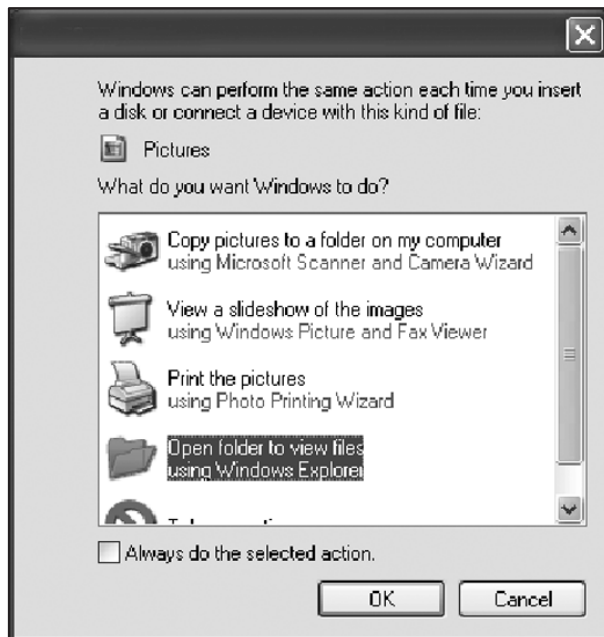 Windows can perform the same action each time you insert
a disk or connect a device with this kind of file:
Pictures
What do you want Windows to do?
Copy pictures to a folder on my computer
using Microsoft Scanner and Camera Wizard
View a slideshow of the images
using Windows Picture and Fax Viewer
Print the pictures
using Photo Printing Wizard
Open folder to view files
using Windows Explorer
Always do the selected action.
OK
Cancel